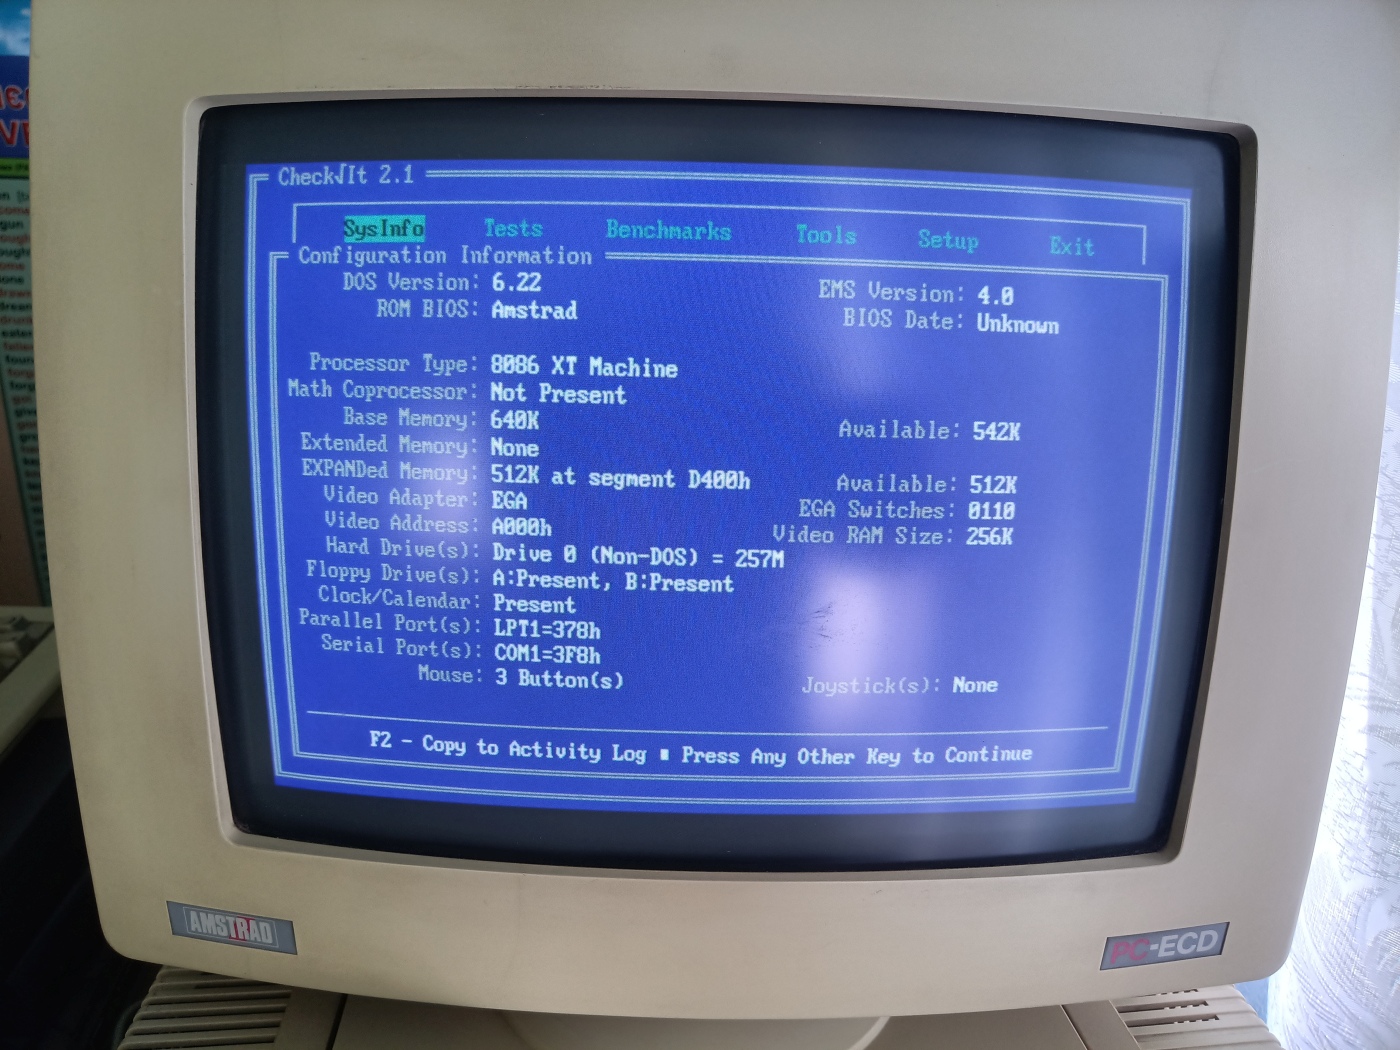 Check√It 2.1
SysInfo Tests Benchmarks Tools Setup Exit
Configuration Information
DOS Version: 6.22 EMS Version: 4.0
ROM BIOS: Amstrad BIOS Date: Unknown
Processor Type: 8086 XT Machine
Math Coprocessor: Not Present
Base Memory: 640K Available: 542K
Extended Memory: None
EXPANDed Memory: 512K at segment D400h Available: 512K
Video Adapter: EGA EGA Switches: 0110
Video Address: A000h Video RAM Size: 256K
Hard Drive(s): Drive 0 (Non-DOS) = 257M
Floppy Drive(s): A:Present, B:Present
Clock/Calendar: Present
Parallel Port(s): LPT1=378h
Serial Port(s): COM1=3F8h
Mouse: 3 Button(s) Joystick(s): None
F2 - Copy to Activity Log ∎ Press Any Other Key to Continue
AMSTRAD
PC-ECD